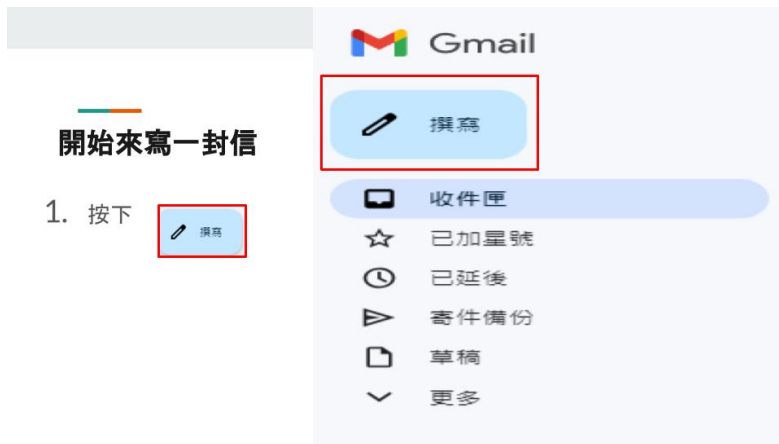 開始來寫一封信
1. 按下 撰寫
Gmail
撰寫
收件匣
已加星號
已延後
寄件備份
草稿
更多